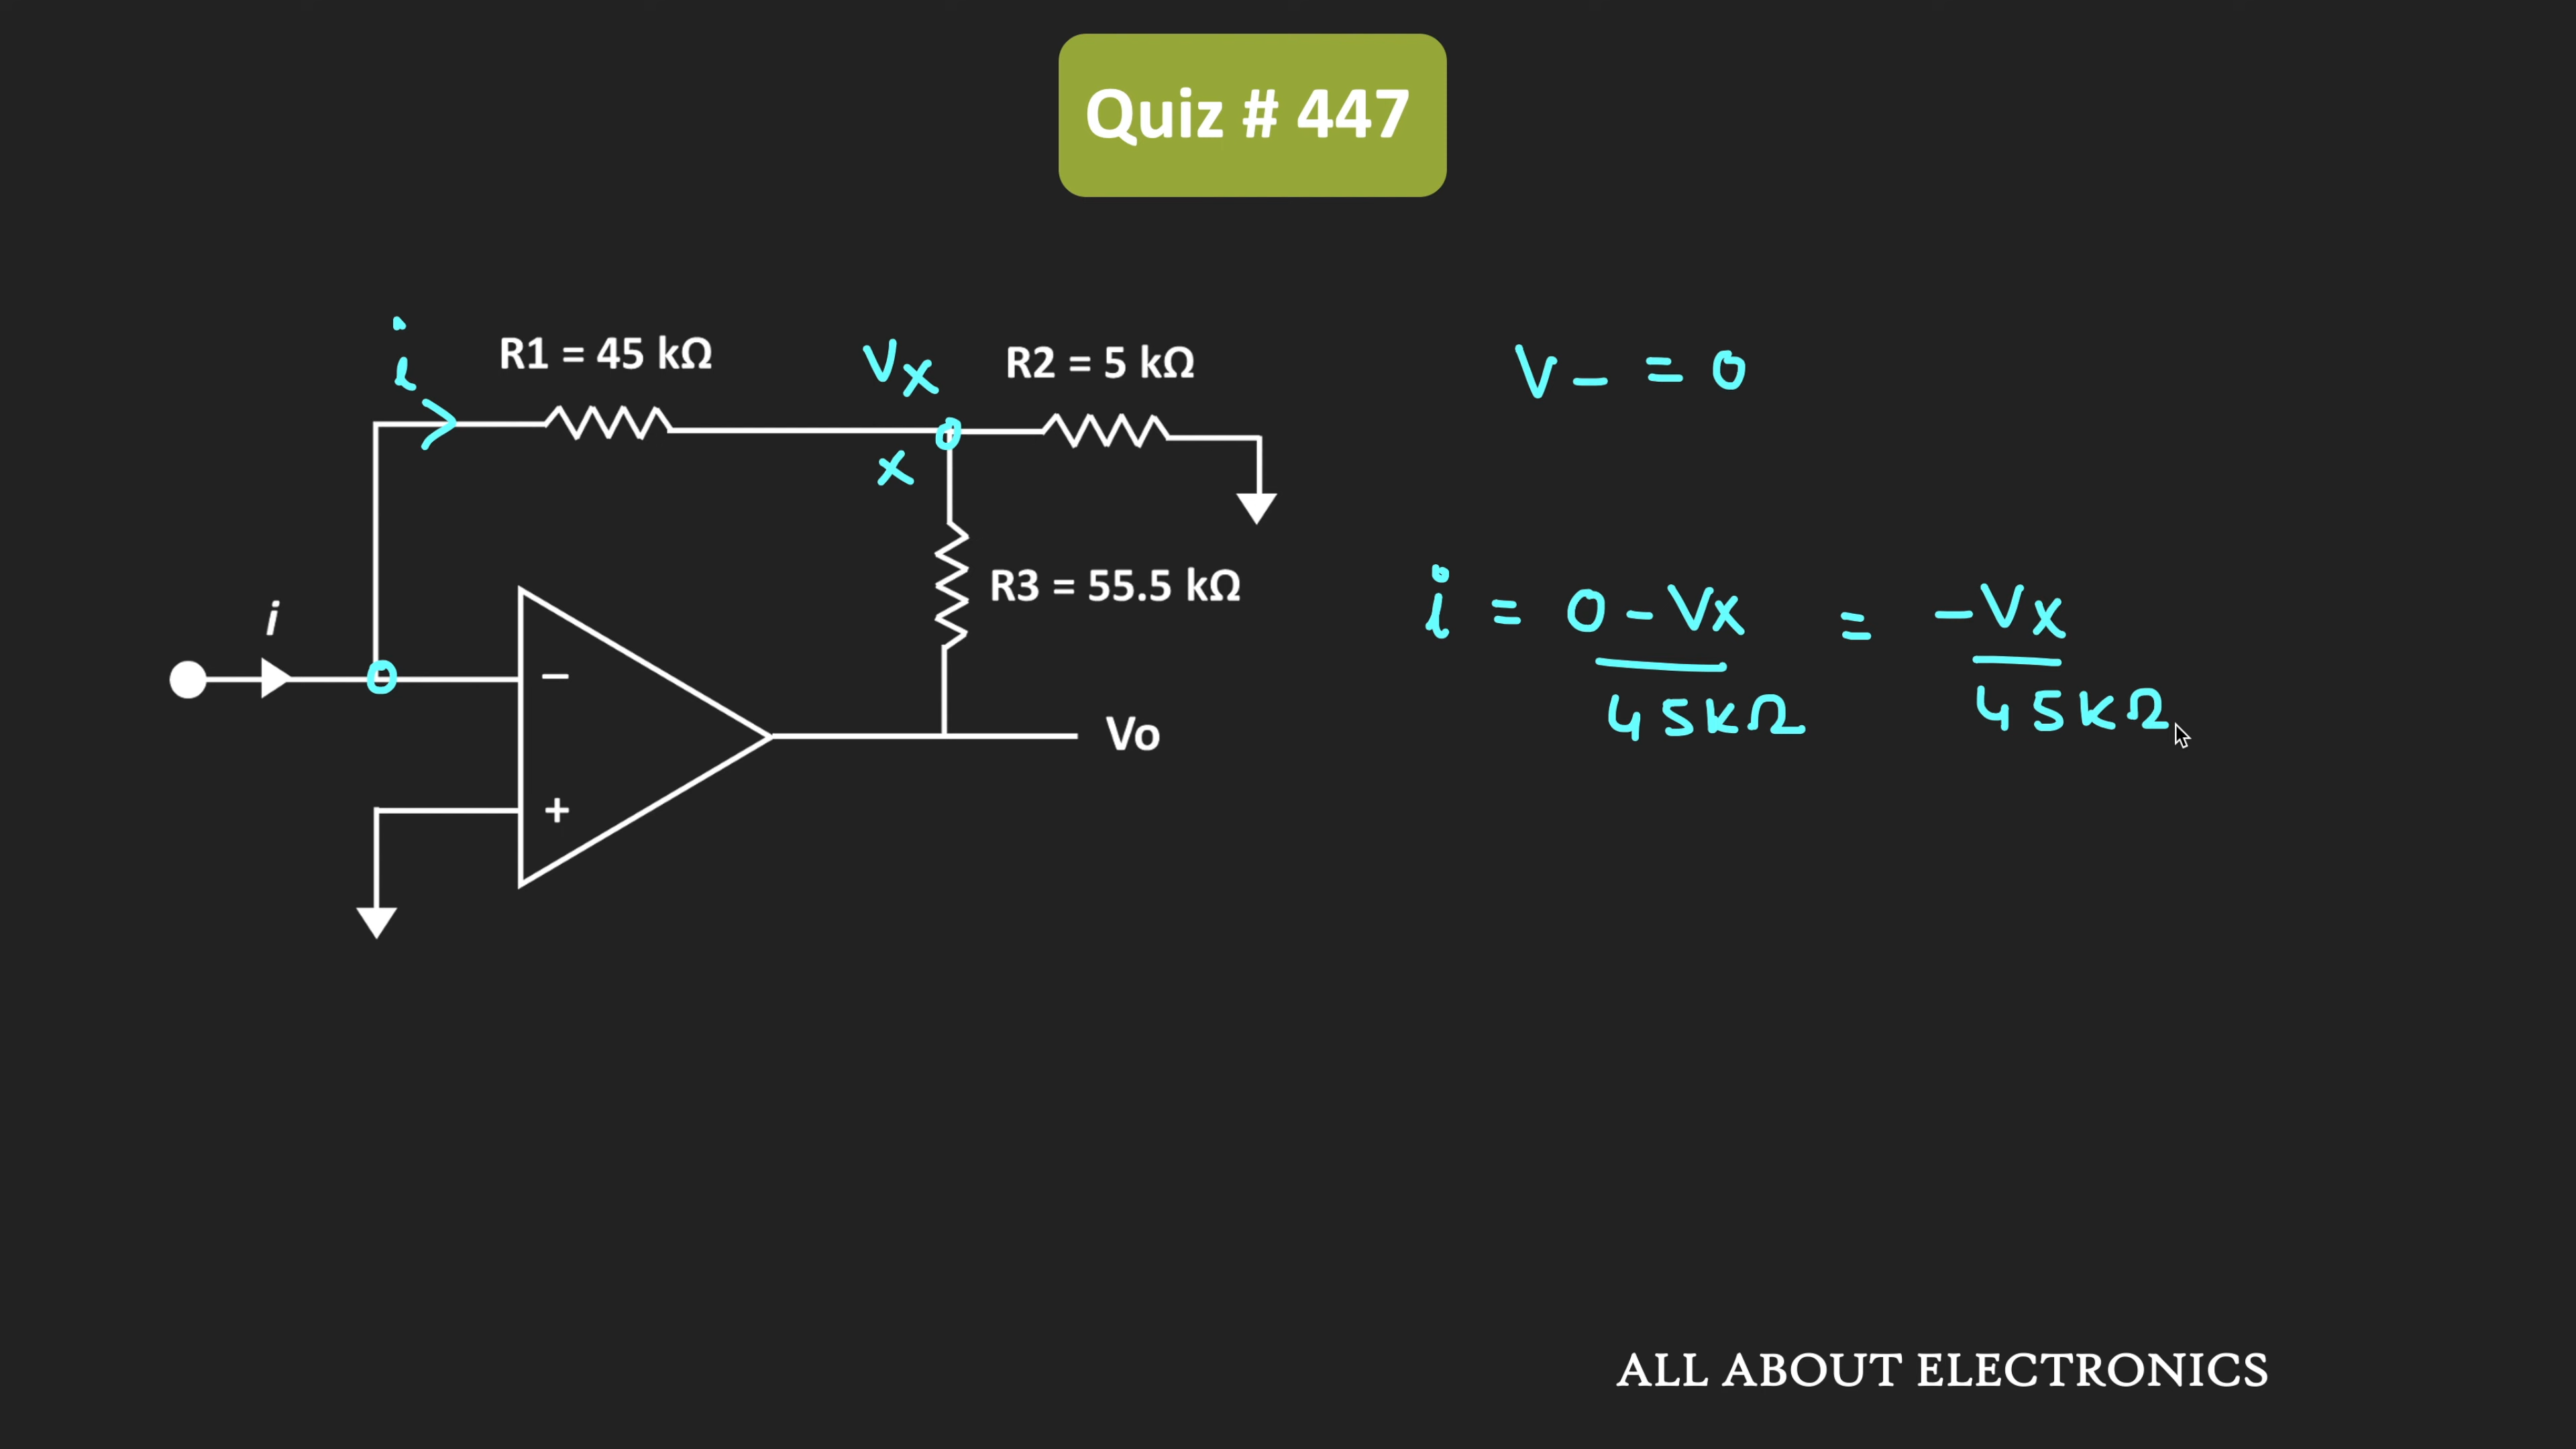 Quiz # 447
i
R1 = 45 kΩ
Vx
R2 = 5 kΩ
V- = 0
x
R3 = 55.5 kΩ
i
i = 0 - Vx / 45kΩ = -Vx / 45kΩ
0
−
Vo
+
ALL ABOUT ELECTRONICS